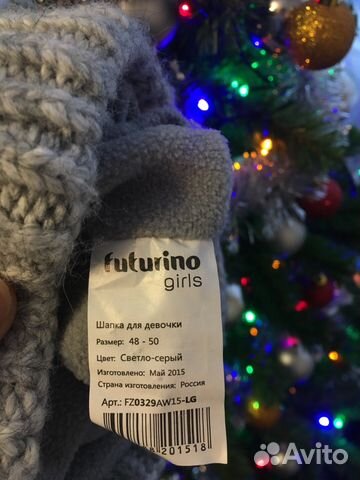 futurino
girls
Шапка для девочки
Размер: 48 - 50
Цвет: Светло-серый
Изготовлено: Май 2015
Страна изготовления: Россия
Арт.: FZ0329AW15-LG
Avito